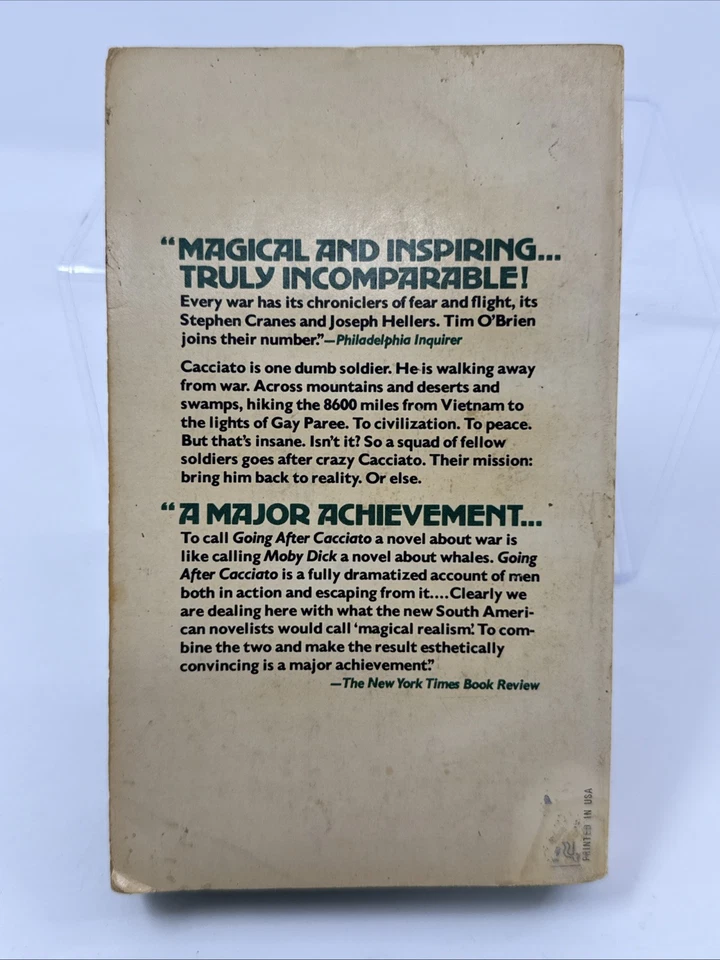 “MAGICAL AND INSPIRING...
TRULY INCOMPARABLE!
Every war has its chroniclers of fear and flight, its
Stephen Cranes and Joseph Hellers. Tim O’Brien
joins their number.”—Philadelphia Inquirer
Cacciato is one dumb soldier. He is walking away
from war. Across mountains and deserts and
swamps, hiking the 8600 miles from Vietnam to
the lights of Gay Paree. To civilization. To peace.
But that’s insane. Isn’t it? So a squad of fellow
soldiers goes after crazy Cacciato. Their mission:
bring him back to reality. Or else.
“A MAJOR ACHIEVEMENT...
To call Going After Cacciato a novel about war is
like calling Moby Dick a novel about whales. Going
After Cacciato is a fully dramatized account of men
both in action and escaping from it....Clearly we
are dealing here with what the new South Ameri-
can novelists would call ‘magical realism’. To com-
bine the two and make the result esthetically
convincing is a major achievement.”
—The New York Times Book Review
PRINTED IN USA